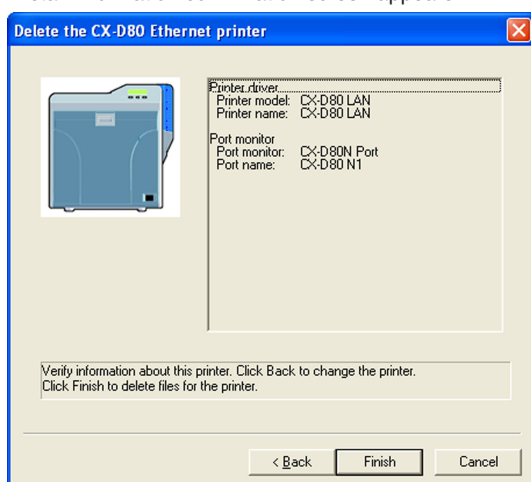 Delete the CX-D80 Ethernet printer
Printer driver
Printer model: CX-D80 LAN
Printer name: CX-D80 LAN
Port monitor
Port monitor: CX-D80N Port
Port name: CX-D80 N1
Verify information about this printer. Click Back to change the printer.
Click Finish to delete files for the printer.
< Back Finish Cancel